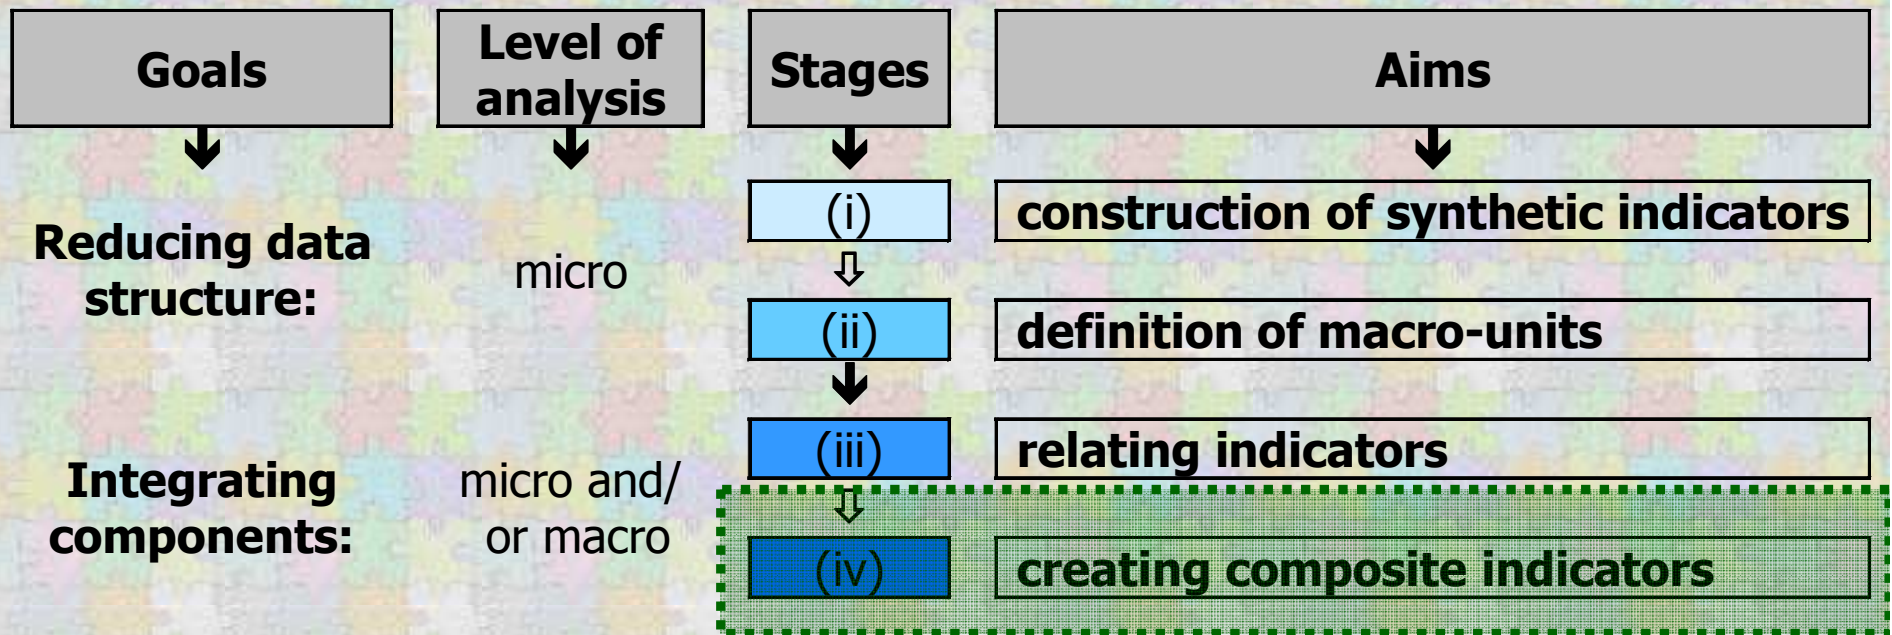 Goals
Level of
analysis
Stages
Aims
Reducing data
structure:
micro
(i)
construction of synthetic indicators
(ii)
definition of macro-units
Integrating
components:
micro and/
or macro
(iii)
relating indicators
(iv)
creating composite indicators